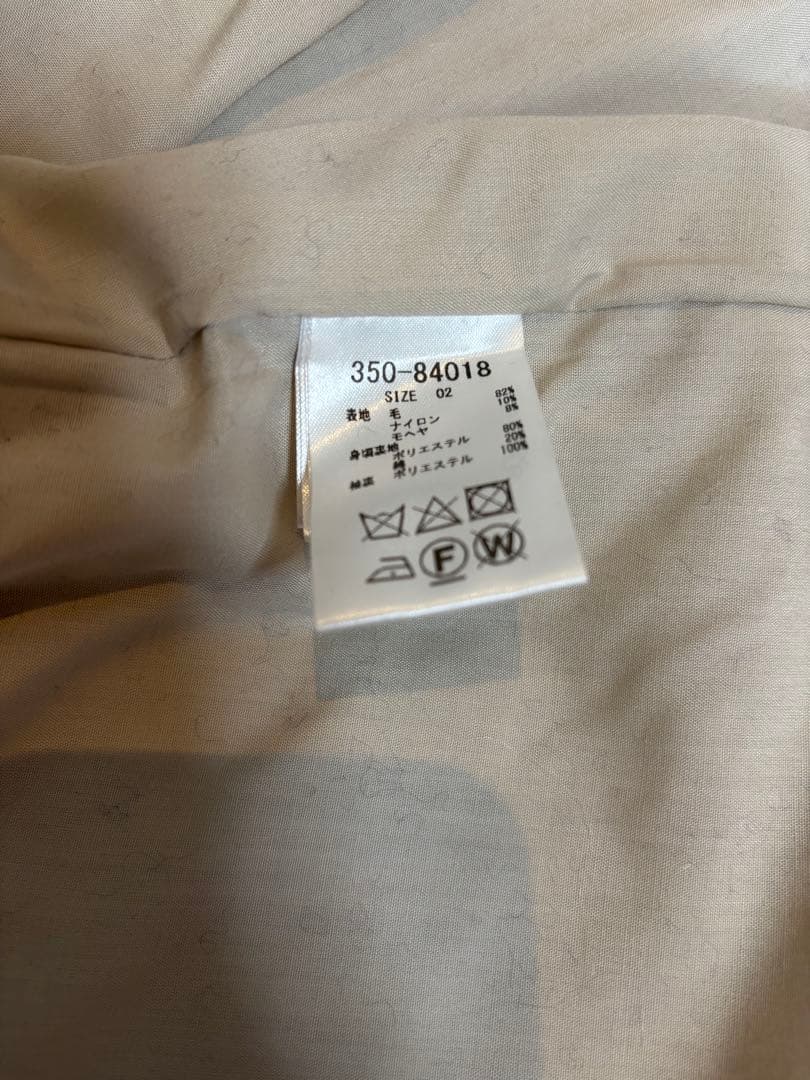 350-84018
SIZE 02
表地 毛 82%
ナイロン 10%
モヘヤ 8%
身頃裏地 ポリエステル 80%
綿 20%
袖裏 ポリエステル 100%
F W